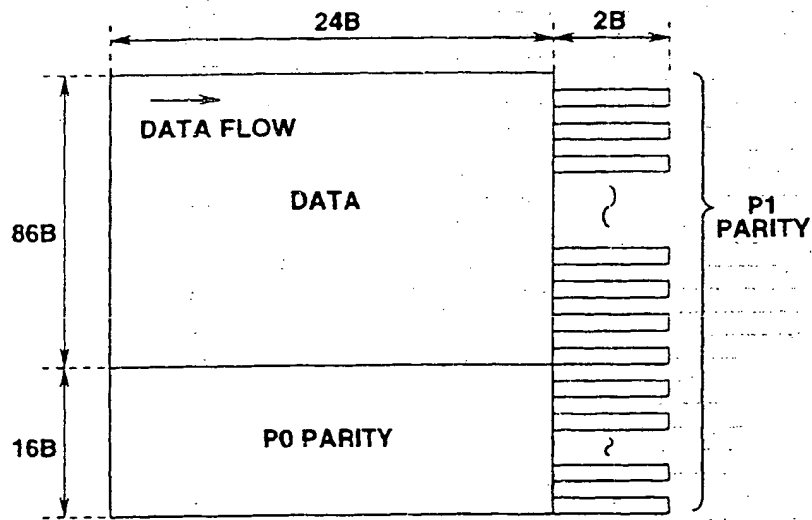 24B
2B
DATA FLOW
DATA
86B
P1
PARITY
16B
P0 PARITY